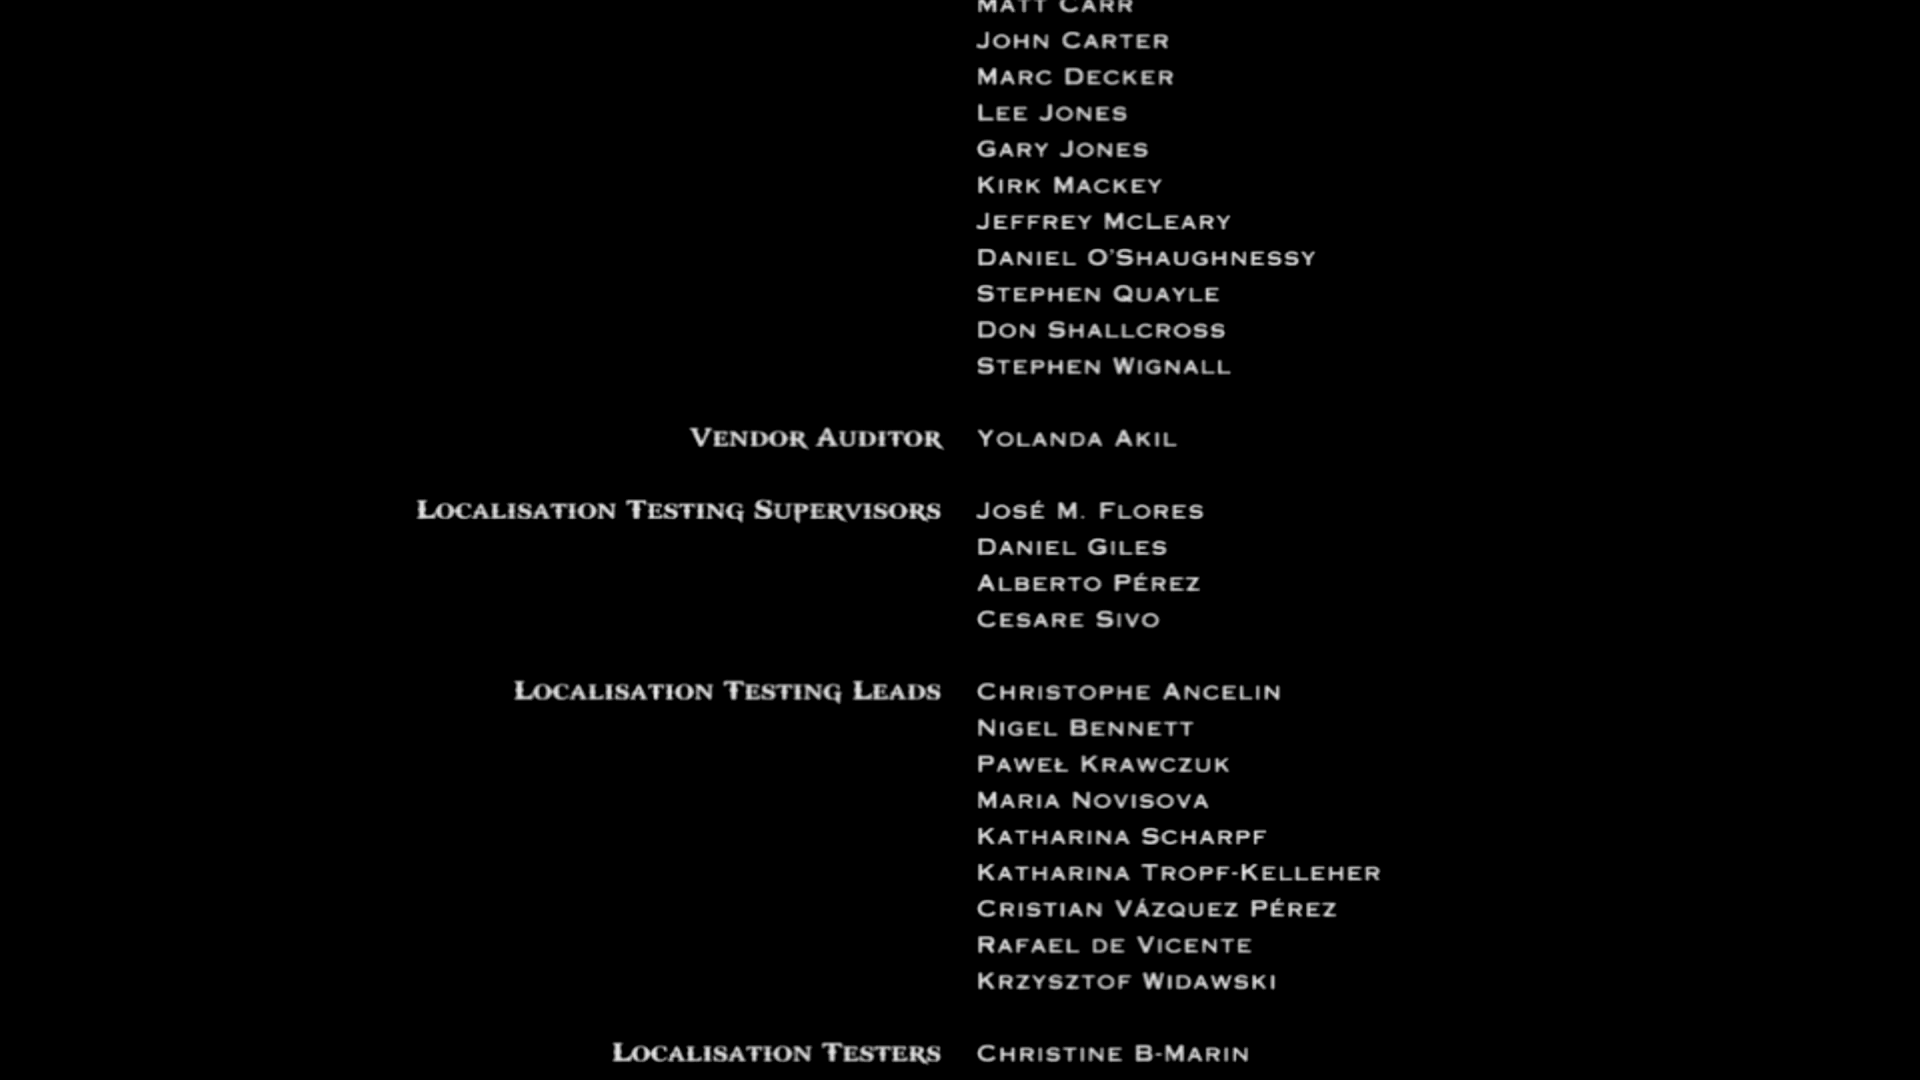 Matt Carr
John Carter
Marc Decker
Lee Jones
Gary Jones
Kirk Mackey
Jeffrey McLeary
Daniel O'Shaughnessy
Stephen Quayle
Don Shallcross
Stephen Wignall
Vendor Auditor Yolanda Akil
Localisation Testing Supervisors José M. Flores
Daniel Giles
Alberto Pérez
Cesare Sivo
Localisation Testing Leads Christophe Ancelin
Nigel Bennett
Paweł Krawczuk
Maria Novisova
Katharina Scharpf
Katharina Tropf-Kelleher
Cristian Vázquez Pérez
Rafael de Vicente
Krzysztof Widawski
Localisation Testers Christine B-Marin